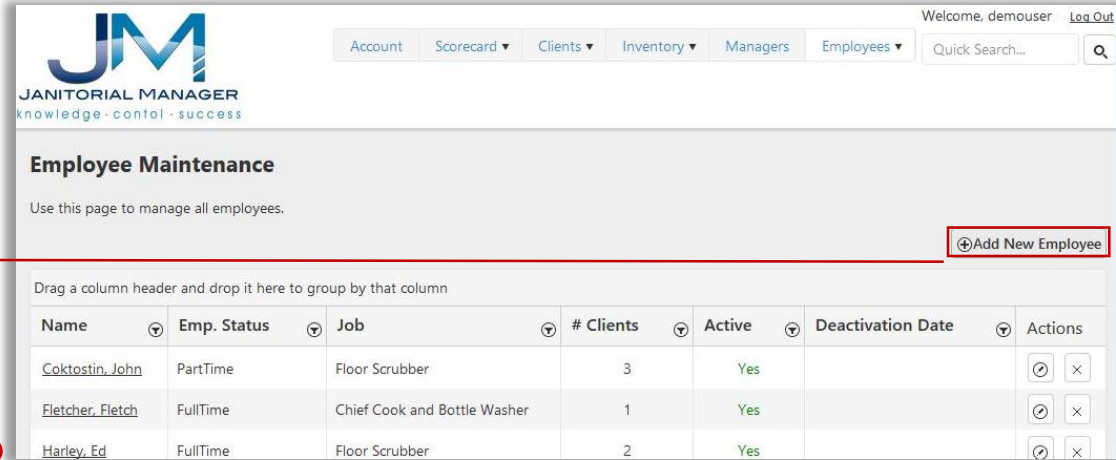 Welcome, demouser Log Out
Account Scorecard Clients Inventory Managers Employees Quick Search...
JM
JANITORIAL MANAGER
knowledge - contol - success
Employee Maintenance
Use this page to manage all employees.
Add New Employee
Drag a column header and drop it here to group by that column
Name Emp. Status Job # Clients Active Deactivation Date Actions
Coktostin, John PartTime Floor Scrubber 3 Yes
Fletcher, Fletch FullTime Chief Cook and Bottle Washer 1 Yes
Harley, Ed FullTime Floor Scrubber 2 Yes